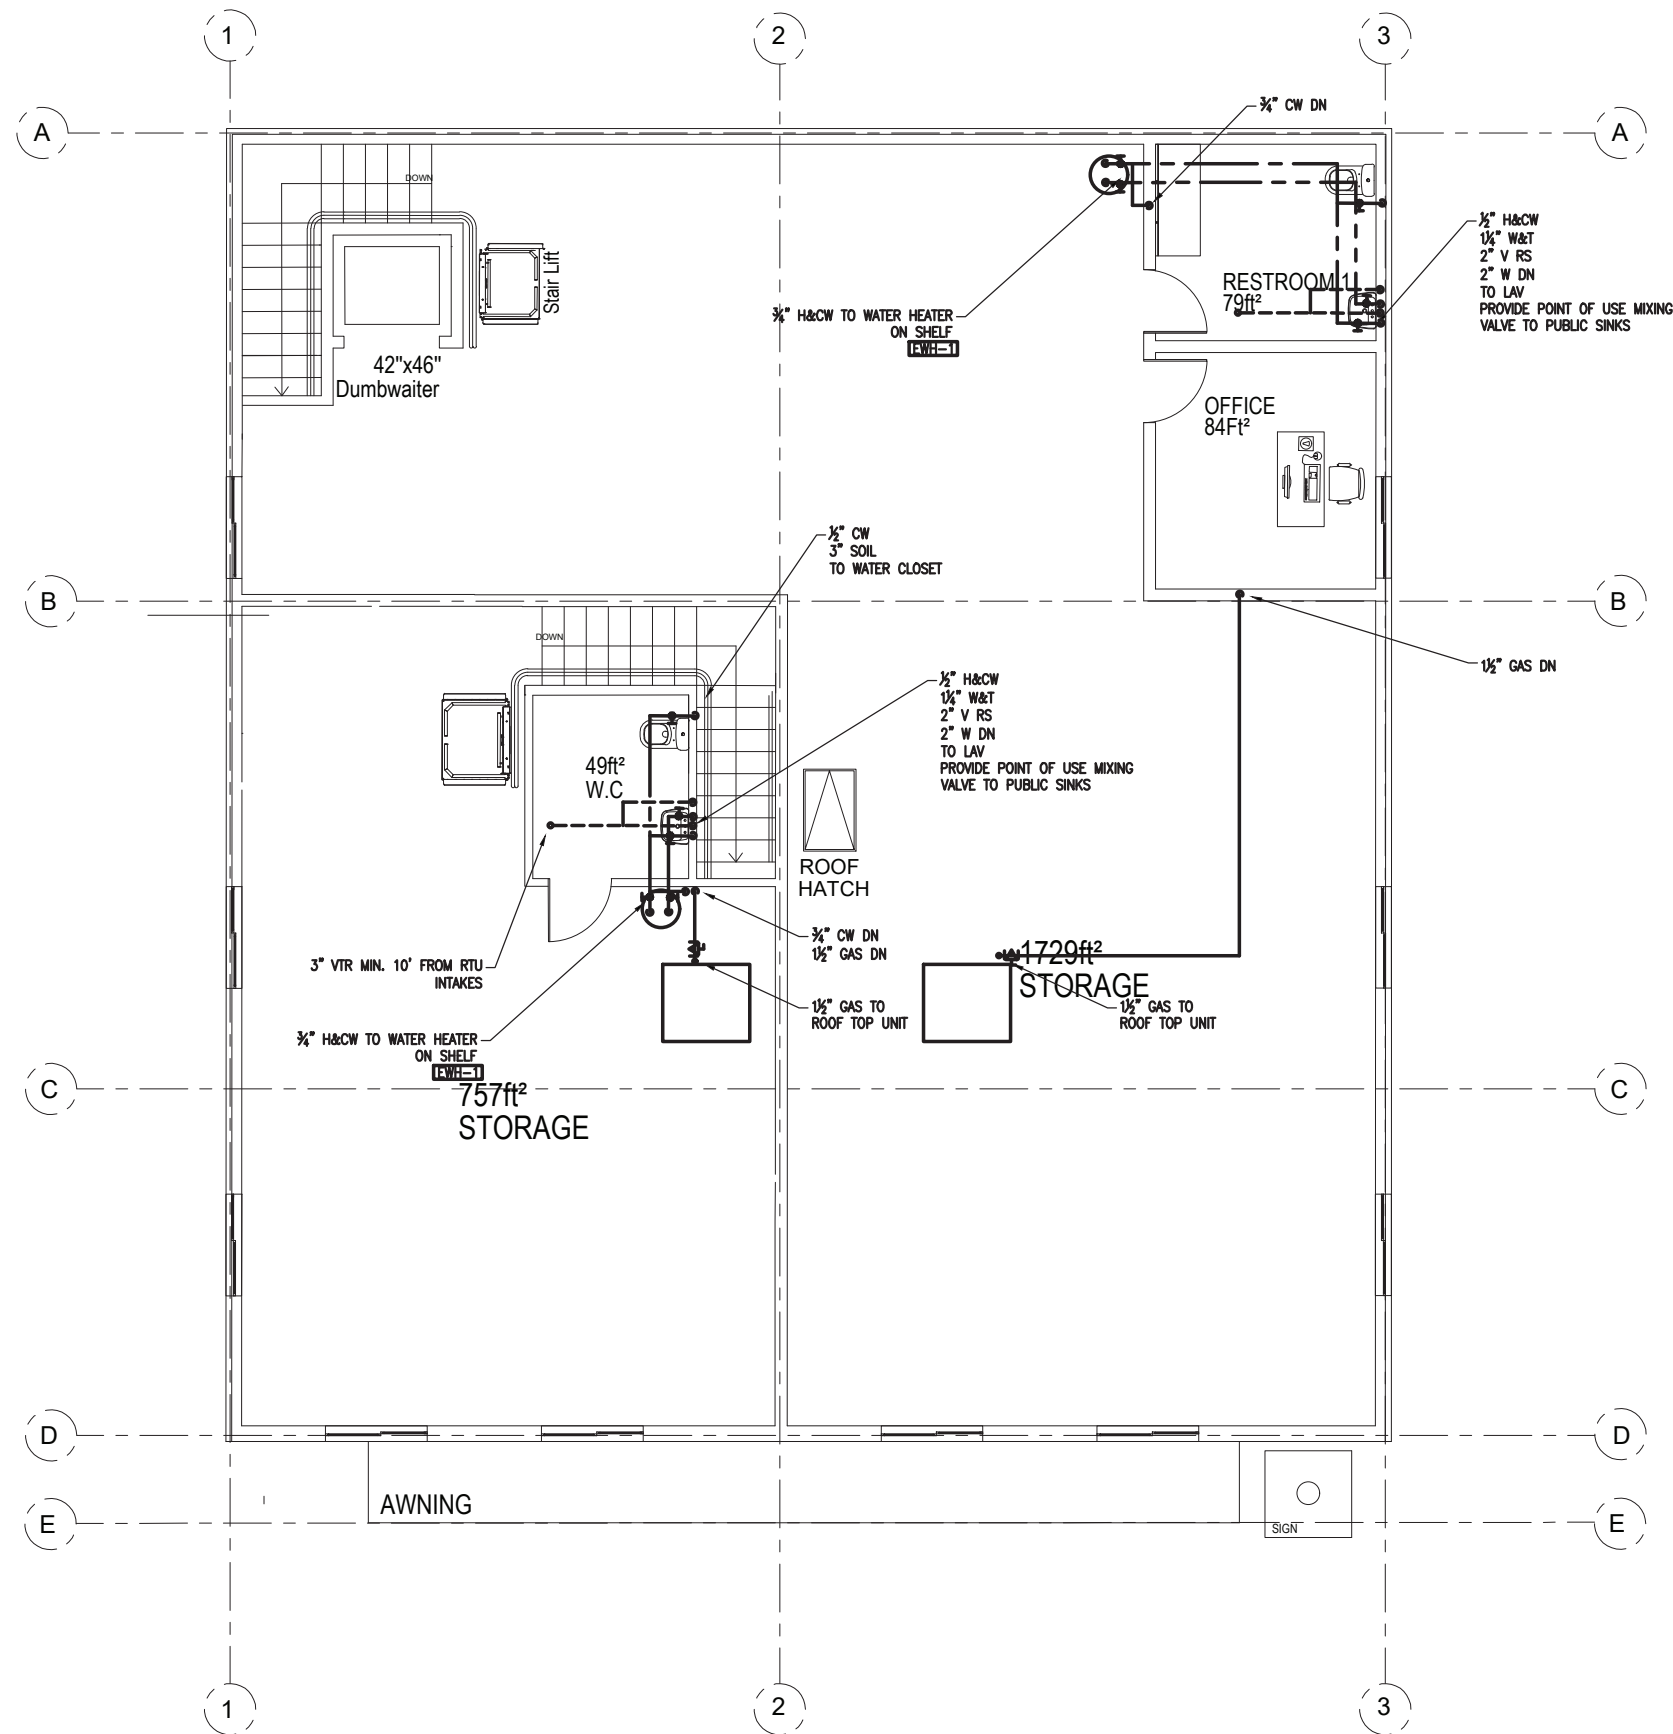 1
2
3
A
A
¾" CW DN
DOWN
½" H&CW
1¼" W&T
2" V RS
2" W DN
TO LAV
PROVIDE POINT OF USE MIXING
VALVE TO PUBLIC SINKS
Stair Lift
RESTROOM 1
79ft²
¾" H&CW TO WATER HEATER
ON SHELF
EWH-1
42"x46"
Dumbwaiter
OFFICE
84Ft²
½" CW
3" SOIL
TO WATER CLOSET
B
B
DOWN
1½" GAS DN
½" H&CW
1¼" W&T
2" V RS
2" W DN
TO LAV
PROVIDE POINT OF USE MIXING
VALVE TO PUBLIC SINKS
49ft²
W.C
ROOF
HATCH
¾" CW DN
1½" GAS DN
3" VTR MIN. 10' FROM RTU
INTAKES
1729ft²
STORAGE
1½" GAS TO
ROOF TOP UNIT
1½" GAS TO
ROOF TOP UNIT
¾" H&CW TO WATER HEATER
ON SHELF
EWH-1
757ft²
STORAGE
C
C
D
D
AWNING
SIGN
E
E
1
2
3